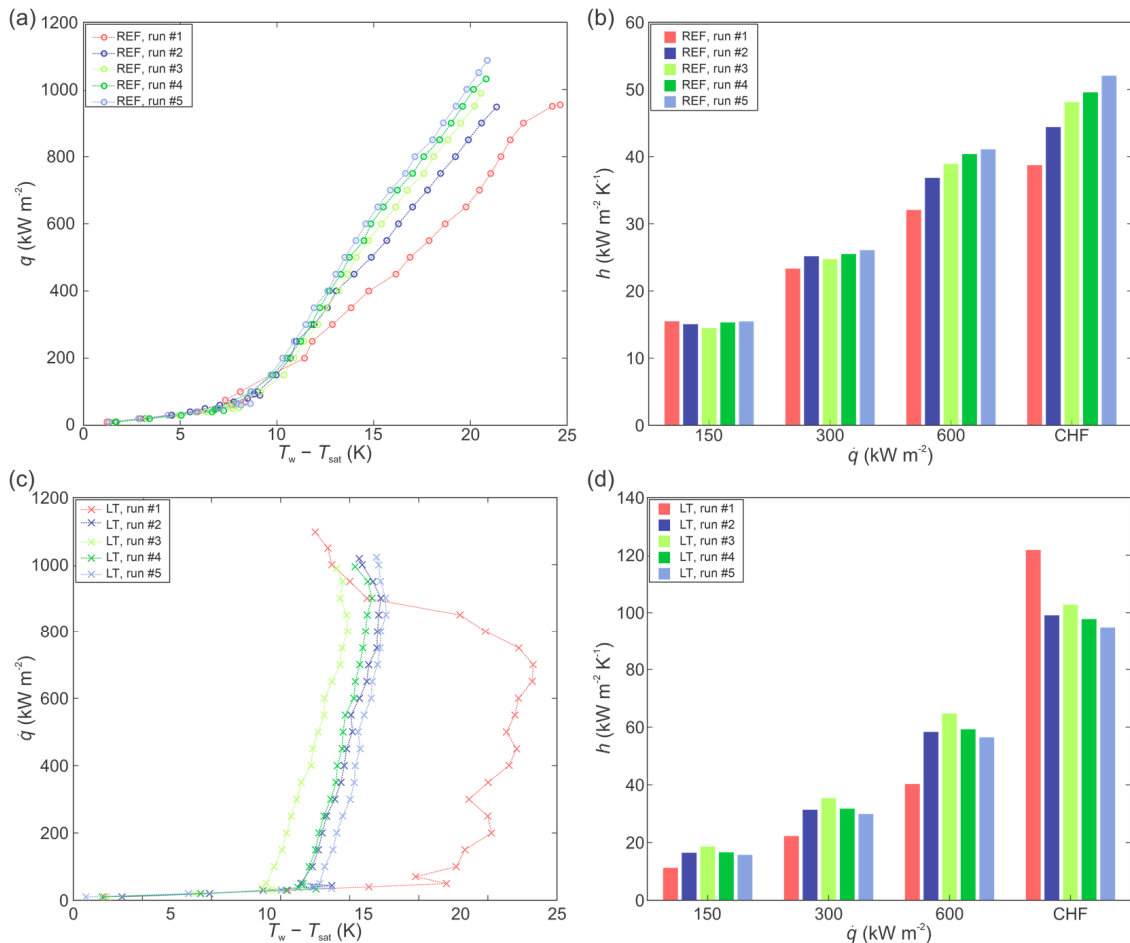 (a)
1200
1000
800
600
400
200
0
q (kW m⁻²)
REF, run #1
REF, run #2
REF, run #3
REF, run #4
REF, run #5
0 5 10 15 20 25
T_w − T_sat (K)
(b)
60
50
40
30
20
10
0
h (kW m⁻² K⁻¹)
REF, run #1
REF, run #2
REF, run #3
REF, run #4
REF, run #5
150 300 600 CHF
q̇ (kW m⁻²)
(c)
1200
1000
800
600
400
200
0
q̇ (kW m⁻²)
LT, run #1
LT, run #2
LT, run #3
LT, run #4
LT, run #5
0 5 10 15 20 25
T_w − T_sat (K)
(d)
140
120
100
80
60
40
20
0
h (kW m⁻² K⁻¹)
LT, run #1
LT, run #2
LT, run #3
LT, run #4
LT, run #5
150 300 600 CHF
q̇ (kW m⁻²)